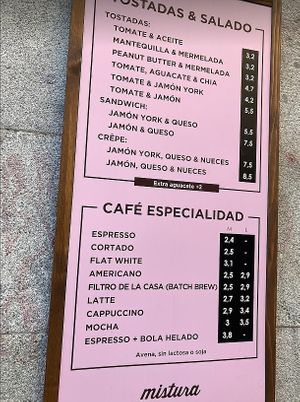 TOSTADAS & SALADO
TOSTADAS:
TOMATE & ACEITE 3,2
MANTEQUILLA & MERMELADA 3,2
PEANUT BUTTER & MERMELADA 3,2
TOMATE, AGUACATE & CHIA 4,7
TOMATE & JAMÓN YORK 4,2
TOMATE & JAMÓN 5,5
SANDWICH:
JAMÓN YORK & QUESO 5,5
JAMÓN & QUESO 7,5
CRÊPE:
JAMÓN YORK, QUESO & NUECES 7,5
JAMÓN, QUESO & NUECES 8,5
Extra aguacate +2
CAFÉ ESPECIALIDAD
M L
ESPRESSO 2,4 -
CORTADO 2,5 -
FLAT WHITE 3,1 -
AMERICANO 2,5 2,9
FILTRO DE LA CASA (BATCH BREW) 2,5 2,9
LATTE 2,7 3,2
CAPPUCCINO 2,9 3,4
MOCHA 3 3,5
ESPRESSO + BOLA HELADO 3,8 -
Avena, sin lactosa o soja
mistura